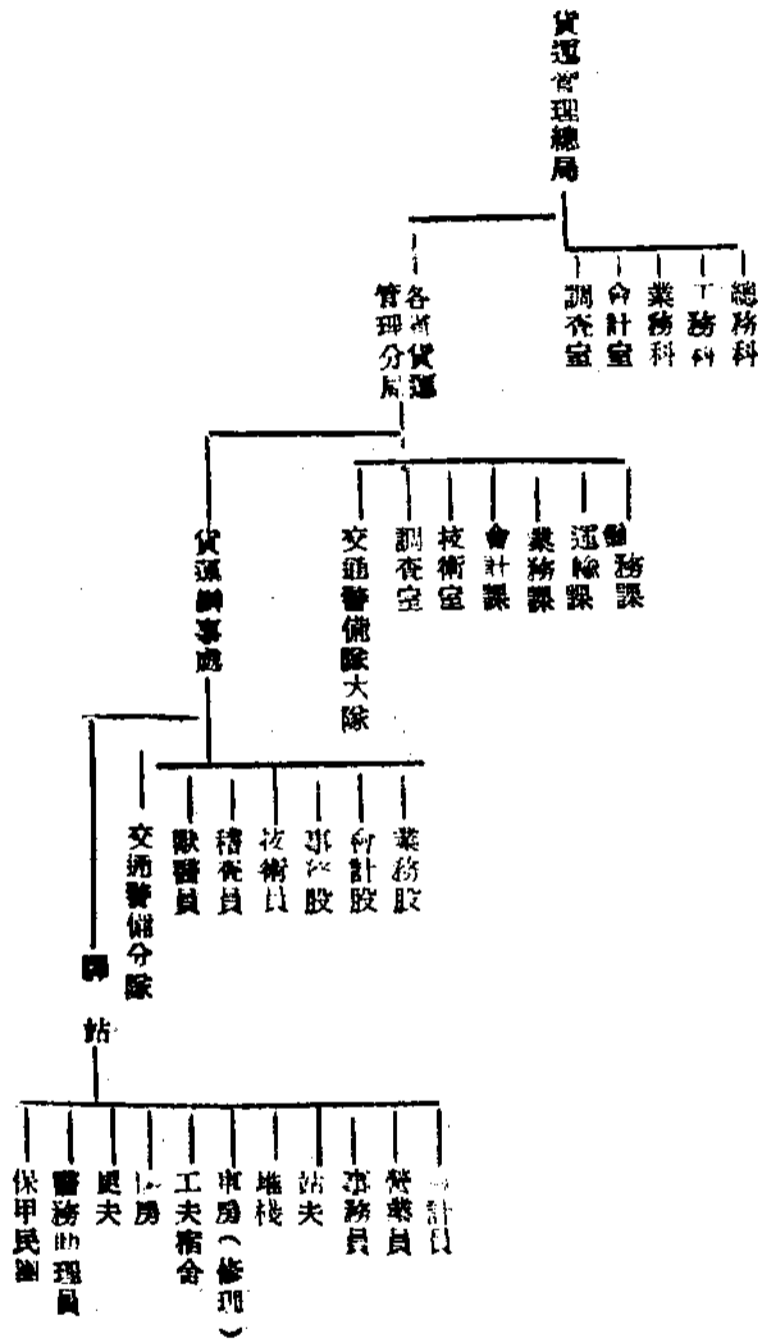 貨運管理總局
總務科
工務科
業務科
會計室
調查室
各省貨運
管理分局
總務課
運輸課
業務課
會計課
技術室
調查室
交通警備隊大隊
貨運辦事處
業務股
會計股
事務股
技術員
稽查員
獸醫員
交通警備分隊
驛站
會計員
營業員
事務員
站夫
堆棧
車房(修理)
工夫宿舍
房
更夫
醫務助理員
保甲民團